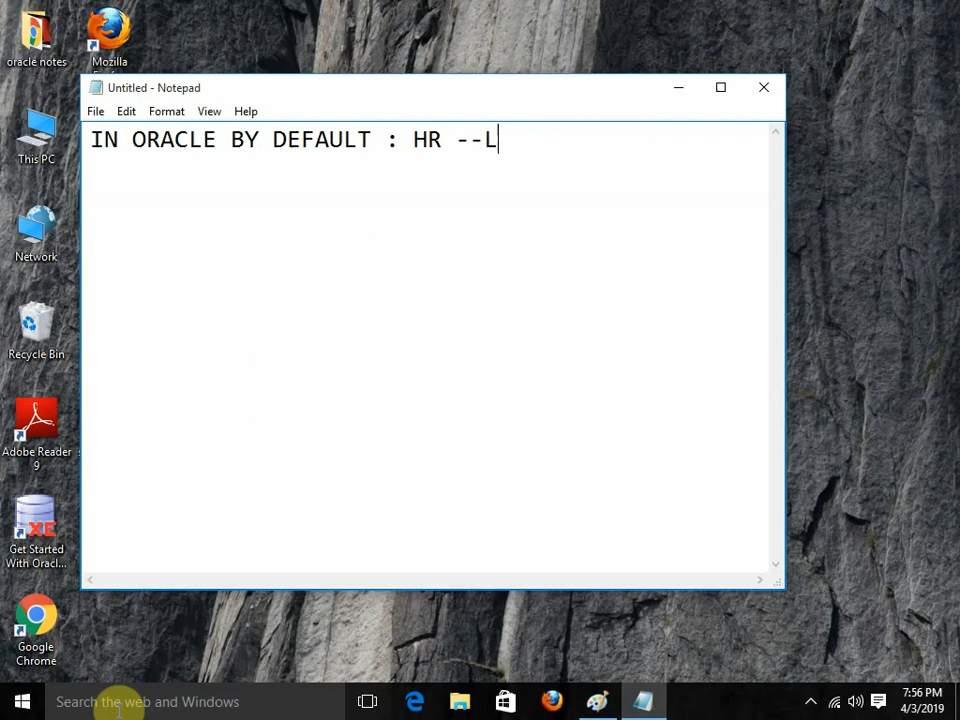 oracle notes
Mozilla
This PC
Network
Recycle Bin
Adobe Reader
9
XE
Get Started
With Oracl...
Google
Chrome
Untitled - Notepad
File Edit Format View Help
IN ORACLE BY DEFAULT : HR --L
Search the web and Windows
7:56 PM
4/3/2019